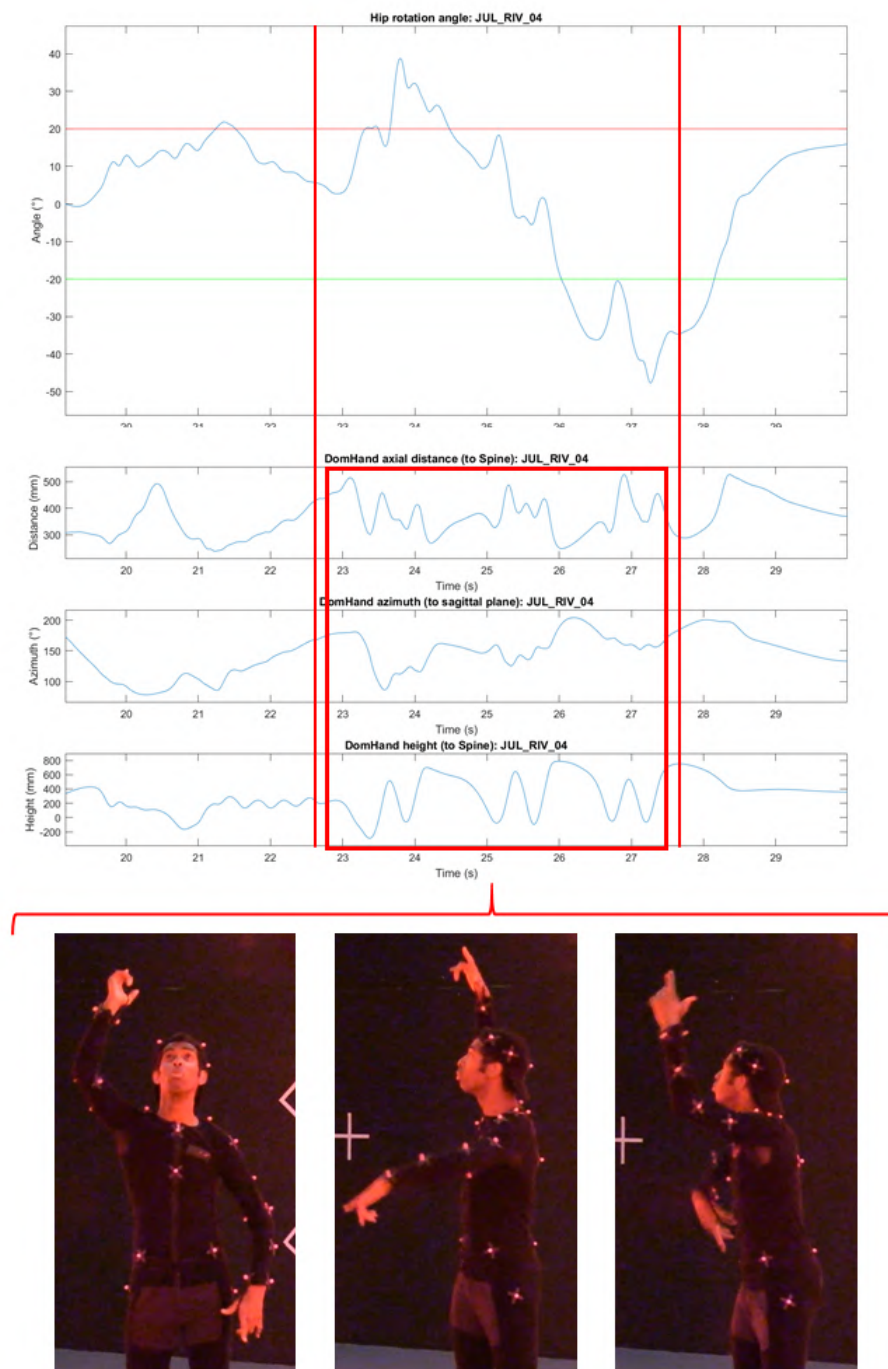 Hip rotation angle: JUL_RIV_04
40
30
20
10
0
-10
-20
-30
-40
-50
Angle (°)
20 21 22 23 24 25 26 27 28 29
DomHand axial distance (to Spine): JUL_RIV_04
500
300
Distance (mm)
20 21 22 23 24 25 26 27 28 29
Time (s)
DomHand azimuth (to sagittal plane): JUL_RIV_04
200
150
100
Azimuth (°)
20 21 22 23 24 25 26 27 28 29
Time (s)
DomHand height (to Spine): JUL_RIV_04
800
600
400
200
0
-200
Height (mm)
20 21 22 23 24 25 26 27 28 29
Time (s)